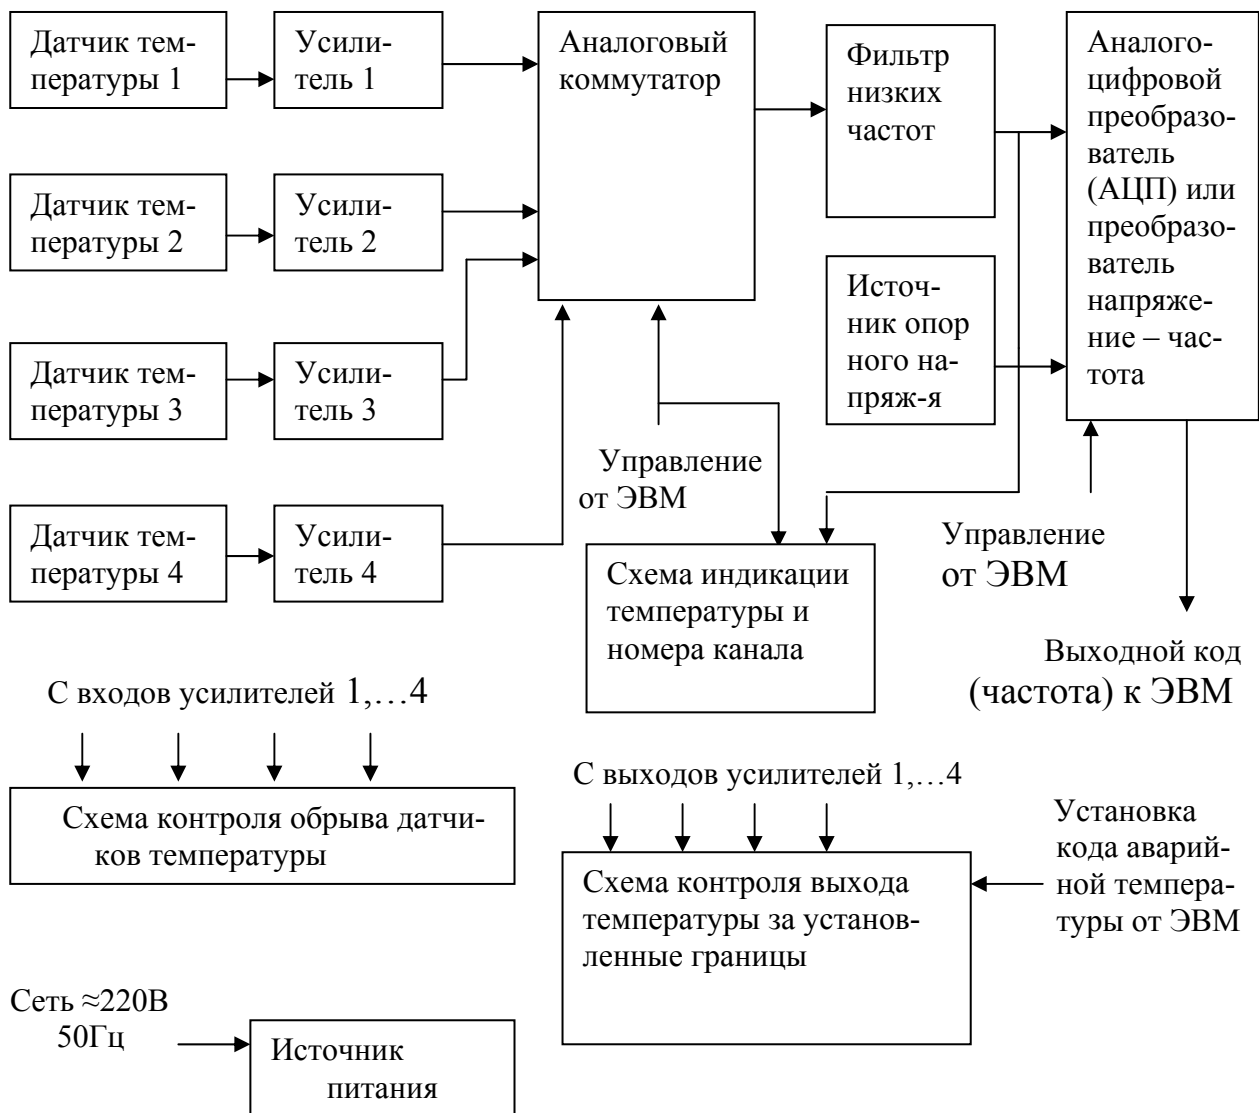 Датчик тем-
пературы 1
Усили-
тель 1
Аналоговый
коммутатор
Фильтр
низких
частот
Аналого-
цифровой
преобразо-
ватель
(АЦП) или
преобразо-
ватель
напряже-
ние – час-
тота
Датчик тем-
пературы 2
Усили-
тель 2
Источ-
ник опор
ного на-
пряж-я
Датчик тем-
пературы 3
Усили-
тель 3
Управление
от ЭВМ
Датчик тем-
пературы 4
Усили-
тель 4
Схема индикации
температуры и
номера канала
Управление
от ЭВМ
Выходной код
(частота) к ЭВМ
С входов усилителей 1,…4
Схема контроля обрыва датчи-
ков температуры
С выходов усилителей 1,…4
Схема контроля выхода
температуры за установ-
ленные границы
Установка
кода аварий-
ной темпера-
туры от ЭВМ
Сеть ≈220В
50Гц
Источник
питания